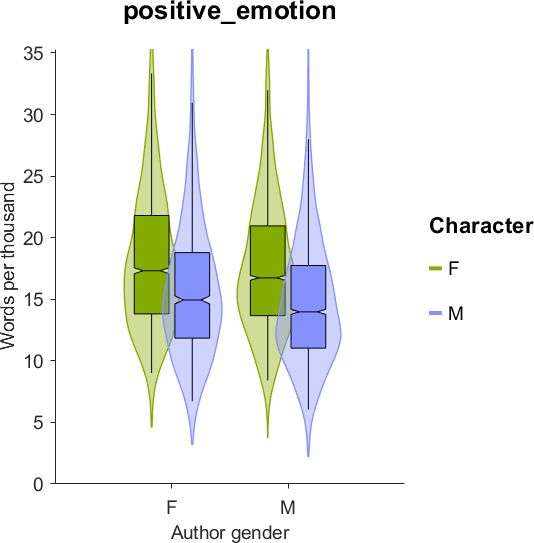 positive_emotion
Words per thousand
35
30
25
20
15
10
5
0
F
M
Author gender
Character
F
M